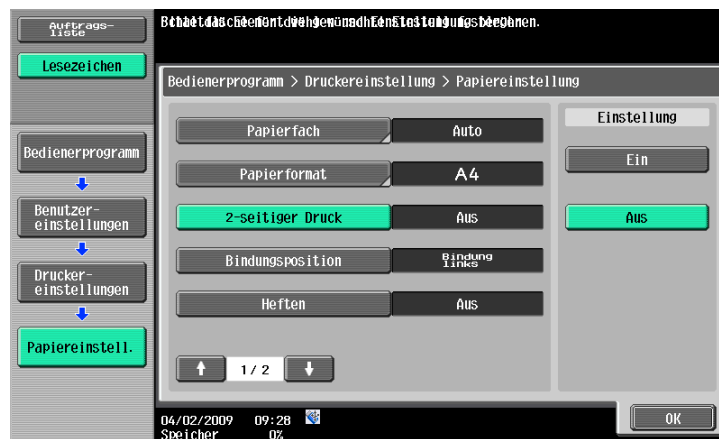 Auftrags-
liste
Lesezeichen
Bedienerprogramm > Druckereinstellung > Papiereinstellung
Bedienerprogramm
Benutzer-
einstellungen
Drucker-
einstellungen
Papiereinstell.
Papierfach Auto
Papierformat A4
2-seitiger Druck Aus
Bindungsposition Bindung
links
Heften Aus
1/ 2
Einstellung
Ein
Aus
04/02/2009 09:28
Speicher 0%
OK